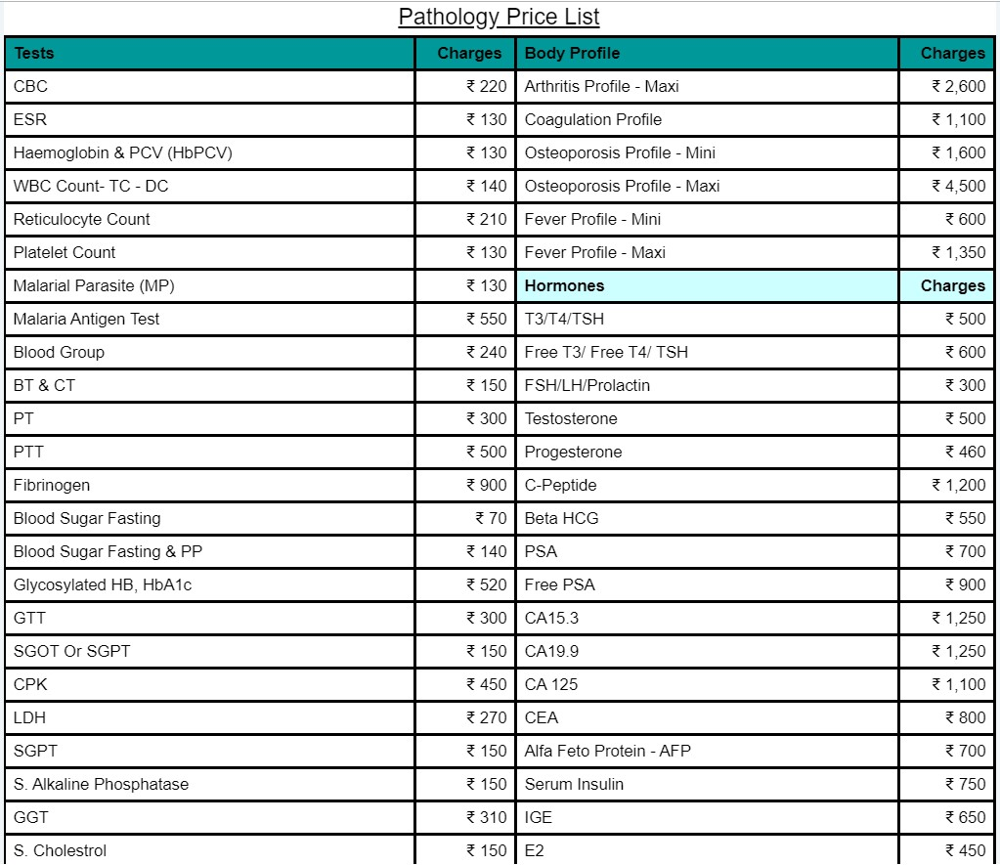 Pathology Price List
Tests Charges Body Profile Charges
CBC ₹ 220 Arthritis Profile - Maxi ₹ 2,600
ESR ₹ 130 Coagulation Profile ₹ 1,100
Haemoglobin & PCV (HbPCV) ₹ 130 Osteoporosis Profile - Mini ₹ 1,600
WBC Count- TC - DC ₹ 140 Osteoporosis Profile - Maxi ₹ 4,500
Reticulocyte Count ₹ 210 Fever Profile - Mini ₹ 600
Platelet Count ₹ 130 Fever Profile - Maxi ₹ 1,350
Malarial Parasite (MP) ₹ 130 Hormones Charges
Malaria Antigen Test ₹ 550 T3/T4/TSH ₹ 500
Blood Group ₹ 240 Free T3/ Free T4/ TSH ₹ 600
BT & CT ₹ 150 FSH/LH/Prolactin ₹ 300
PT ₹ 300 Testosterone ₹ 500
PTT ₹ 500 Progesterone ₹ 460
Fibrinogen ₹ 900 C-Peptide ₹ 1,200
Blood Sugar Fasting ₹ 70 Beta HCG ₹ 550
Blood Sugar Fasting & PP ₹ 140 PSA ₹ 700
Glycosylated HB, HbA1c ₹ 520 Free PSA ₹ 900
GTT ₹ 300 CA15.3 ₹ 1,250
SGOT Or SGPT ₹ 150 CA19.9 ₹ 1,250
CPK ₹ 450 CA 125 ₹ 1,100
LDH ₹ 270 CEA ₹ 800
SGPT ₹ 150 Alfa Feto Protein - AFP ₹ 700
S. Alkaline Phosphatase ₹ 150 Serum Insulin ₹ 750
GGT ₹ 310 IGE ₹ 650
S. Cholestrol ₹ 150 E2 ₹ 450